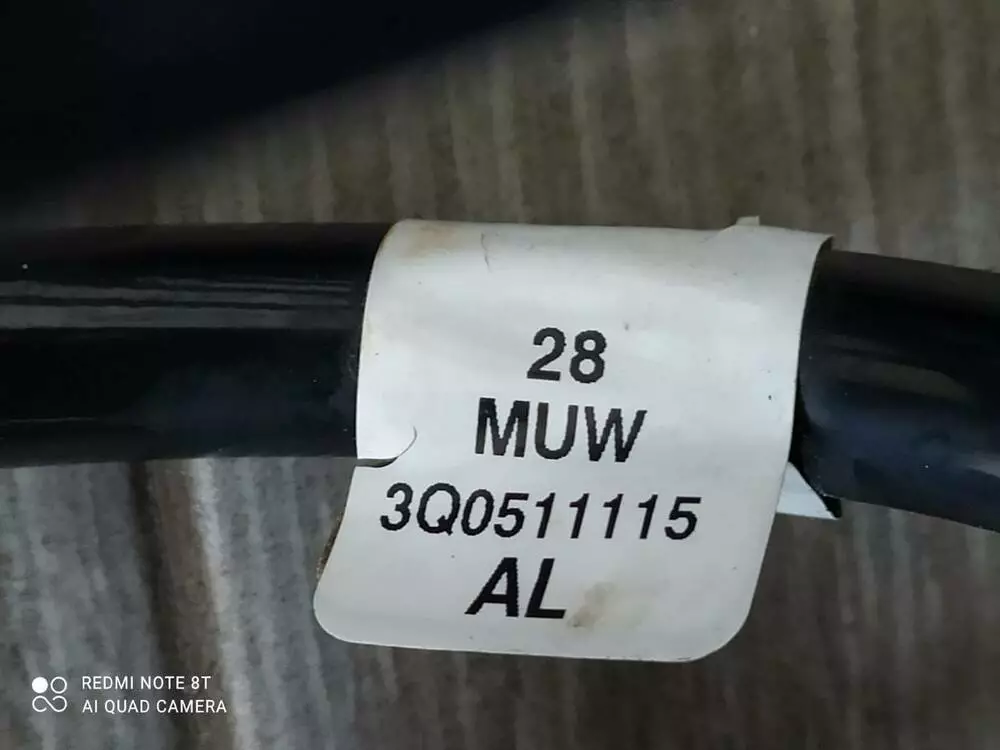 28
MUW
3Q0511115
AL
REDMI NOTE 8T
AI QUAD CAMERA